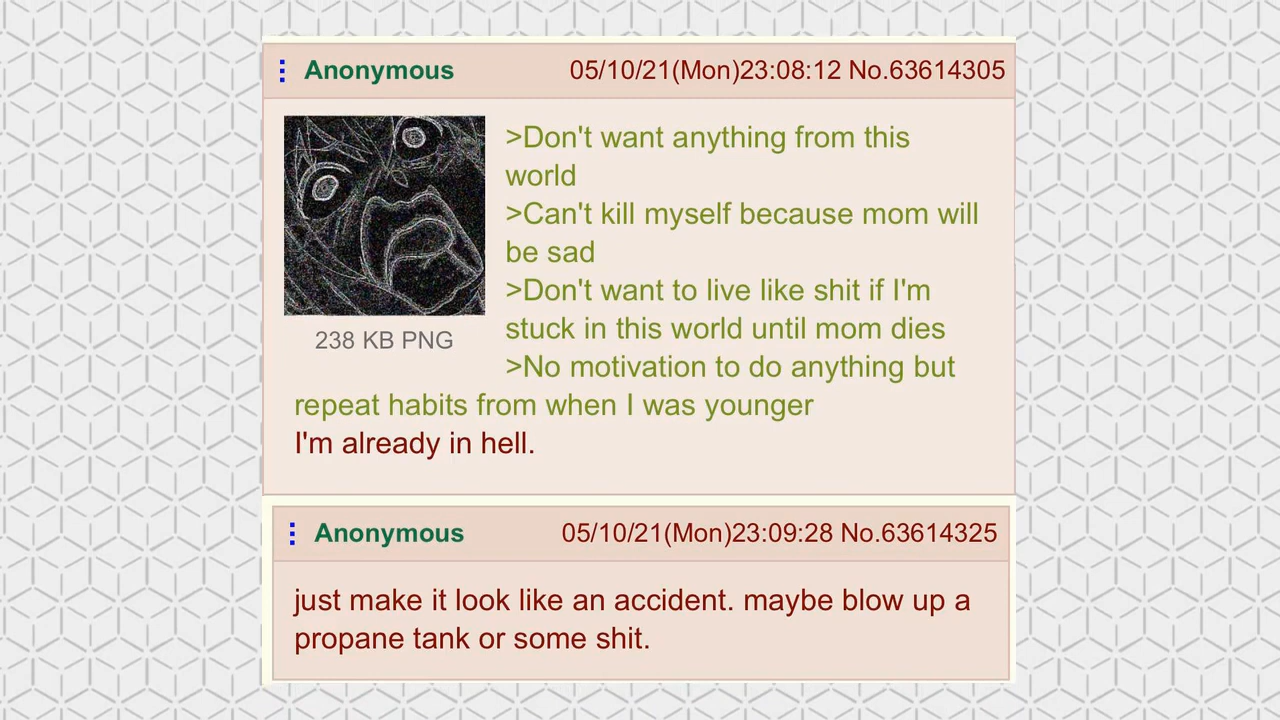 Anonymous 05/10/21(Mon)23:08:12 No.63614305
>Don't want anything from this
world
>Can't kill myself because mom will
be sad
>Don't want to live like shit if I'm
stuck in this world until mom dies
238 KB PNG
>No motivation to do anything but
repeat habits from when I was younger
I'm already in hell.
Anonymous 05/10/21(Mon)23:09:28 No.63614325
just make it look like an accident. maybe blow up a
propane tank or some shit.